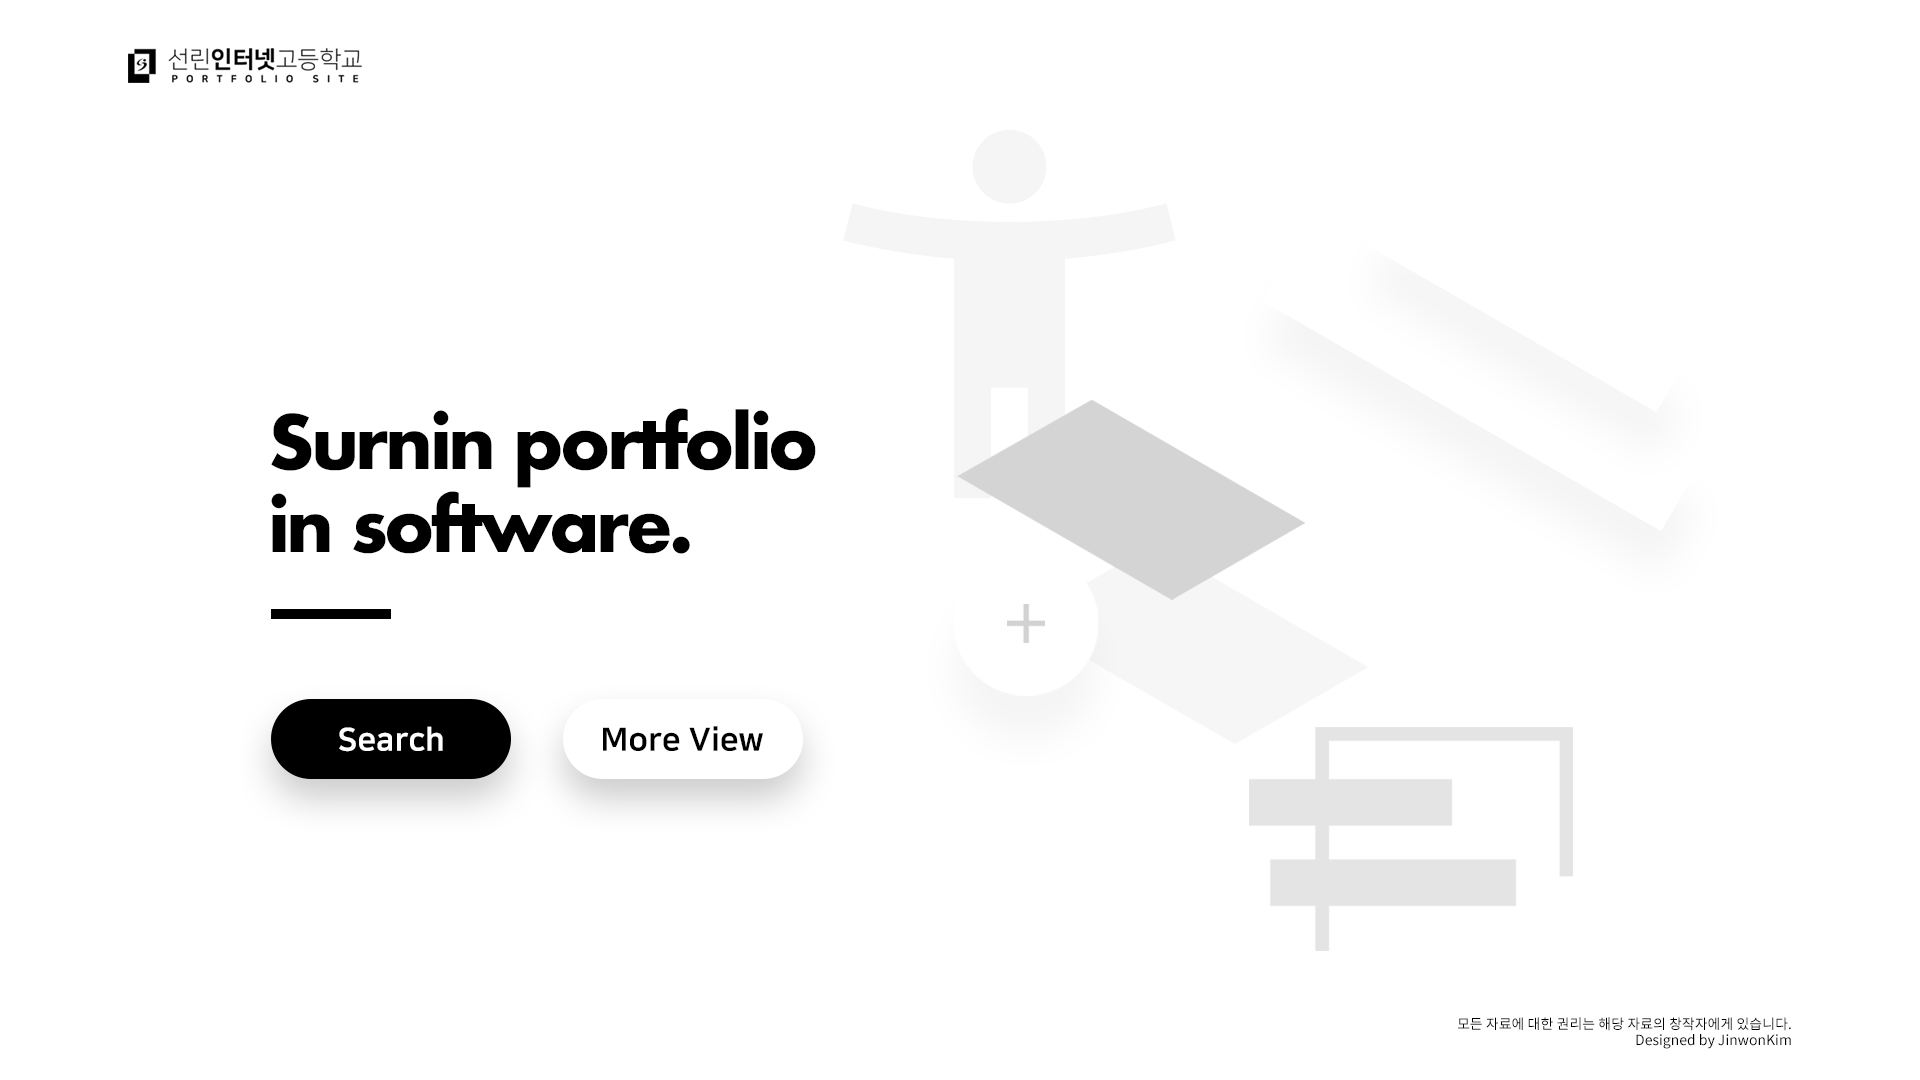 선린인터넷고등학교
PORTFOLIO SITE
Surnin portfolio
in software.
Search
More View
모든 자료에 대한 권리는 해당 자료의 창작자에게 있습니다.
Designed by JinwonKim